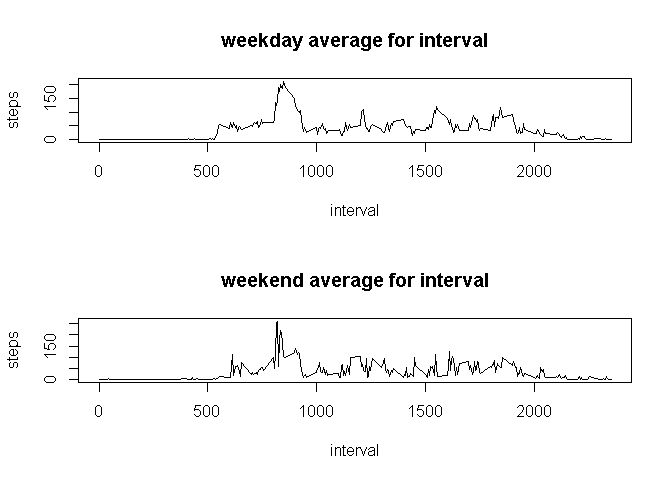 weekday average for interval
steps
150
0
0 500 1000 1500 2000
interval
weekend average for interval
steps
150
0
0 500 1000 1500 2000
interval